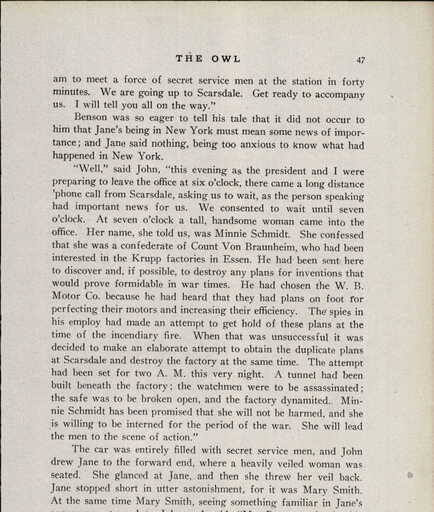 THE OWL 47
am to meet a force of secret service men at the station in forty
minutes. We are going up to Scarsdale. Get ready to accompany
us. I will tell you all on the way."
Benson was so eager to tell his tale that it did not occur to
him that Jane's being in New York must mean some news of impor-
tance; and Jane said nothing, being too anxious to know what had
happened in New York.
"Well," said John, "this evening as the president and I were
preparing to leave the office at six o'clock, there came a long distance
'phone call from Scarsdale, asking us to wait, as the person speaking
had important news for us. We consented to wait until seven
o'clock. At seven o'clock a tall, handsome woman came into the
office. Her name, she told us, was Minnie Schmidt. She confessed
that she was a confederate of Count Von Braunheim, who had been
interested in the Krupp factories in Essen. He had been sent here
to discover and, if possible, to destroy any plans for inventions that
would prove formidable in war times. He had chosen the W. B.
Motor Co. because he had heard that they had plans on foot for
perfecting their motors and increasing their efficiency. The spies in
his employ had made an attempt to get hold of these plans at the
time of the incendiary fire. When that was unsuccessful it was
decided to make an elaborate attempt to obtain the duplicate plans
at Scarsdale and destroy the factory at the same time. The attempt
had been set for two A. M. this very night. A tunnel had been
built beneath the factory; the watchmen were to be assassinated;
the safe was to be broken open, and the factory dynamited. Min-
nie Schmidt has been promised that she will not be harmed, and she
is willing to be interned for the period of the war. She will lead
the men to the scene of action."
The car was entirely filled with secret service men, and John
drew Jane to the forward end, where a heavily veiled woman was
seated. She glanced at Jane, and then she threw her veil back.
Jane stopped short in utter astonishment, for it was Mary Smith.
At the same time Mary Smith, seeing something familiar in Jane's